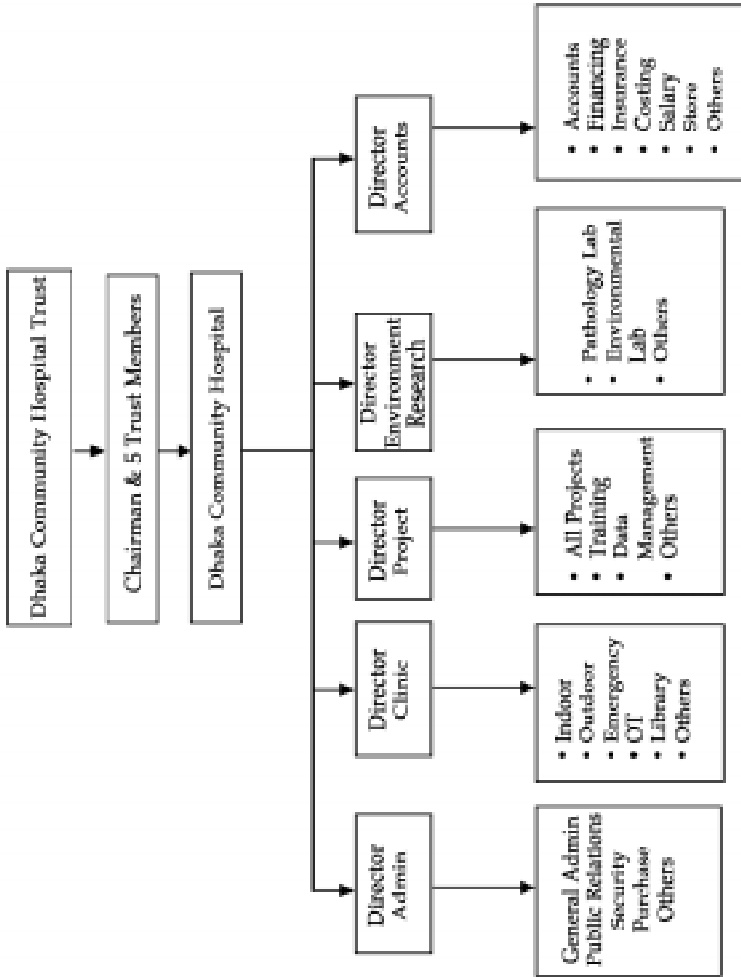 Dhaka Community Hospital Trust
Chairman & 5 Trust Members
Dhaka Community Hospital
Director
Admin
Director
Clinic
Director
Project
Director
Environment
Research
Director
Accounts
General Admin
Public Relations
Security
Purchase
Others
• Indoor
• Outdoor
• Emergency
• OT
• Library
• Others
• All Projects
• Training
• Data
Management
• Others
• Pathology Lab
• Environmental
Lab
• Others
• Accounts
• Financing
• Insurance
• Costing
• Salary
• Store
• Others